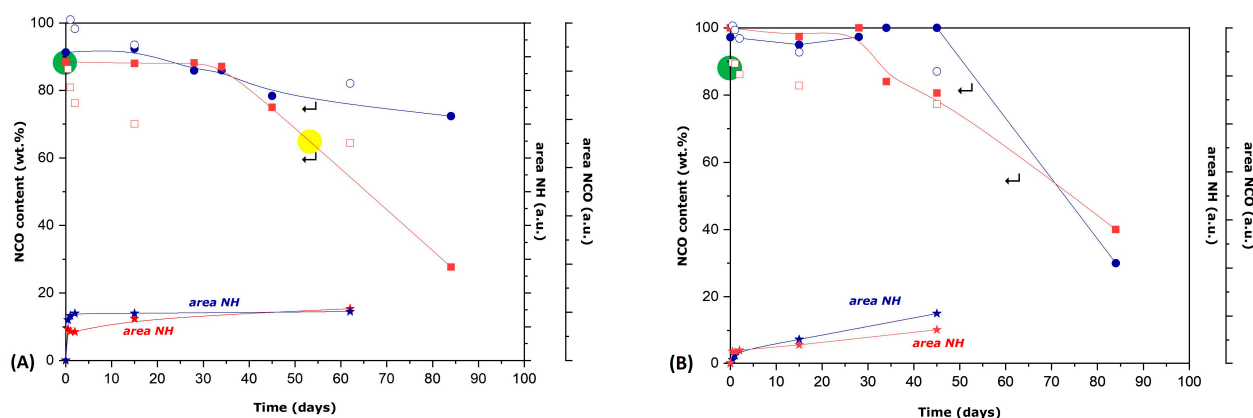 100
80
60
40
20
0
NCO content (wt.%)
0 10 20 30 40 50 60 70 80 90 100
Time (days)
area NH (a.u.)
area NCO (a.u.)
area NH
area NH
(A)
100
80
60
40
20
0
NCO content (wt.%)
0 10 20 30 40 50 60 70 80 90 100
Time (days)
area NH (a.u.)
area NCO (a.u.)
area NH
area NH
(B)